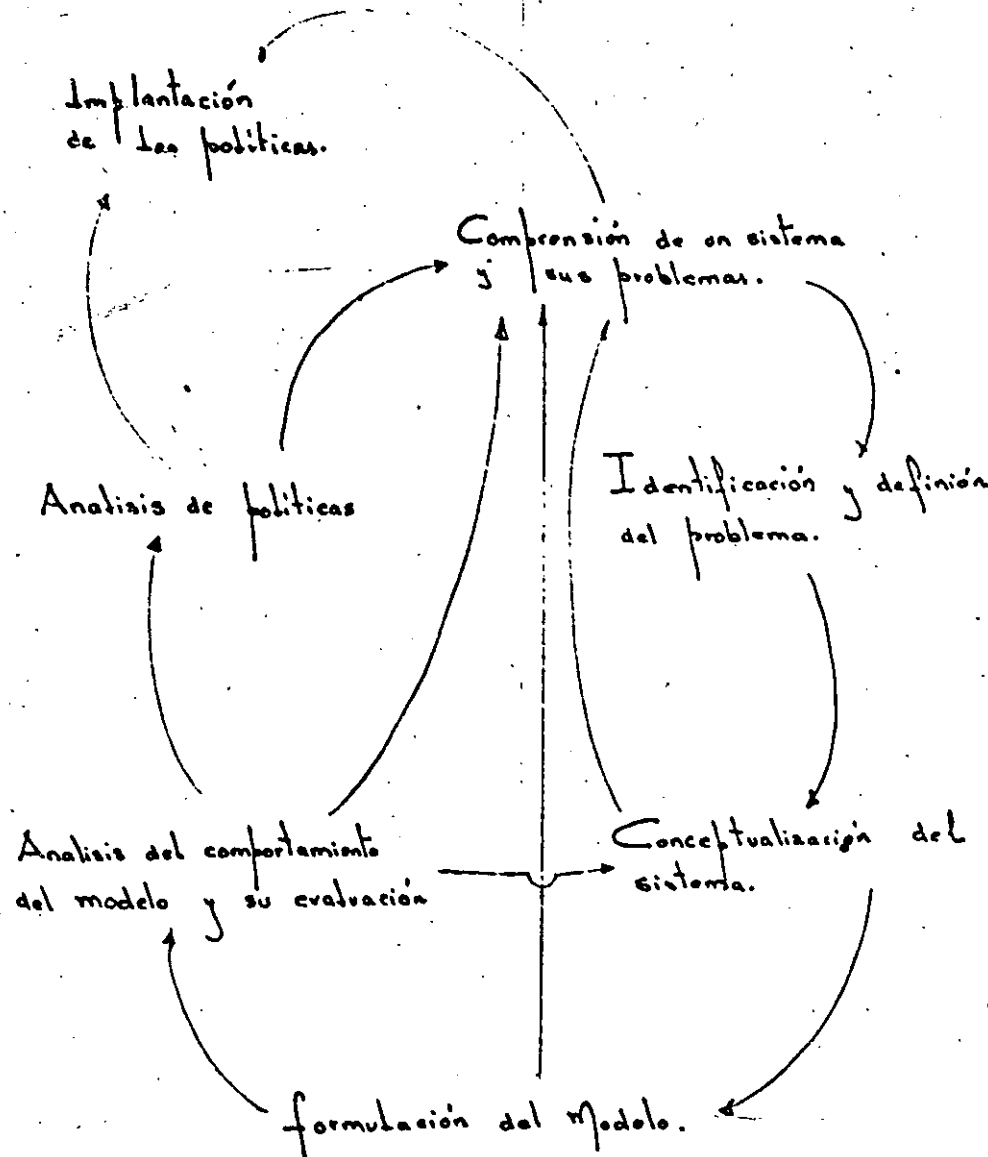 Implantación
de las políticas.
Comprensión de un sistema
y sus problemas.
Analisis de políticas
Identificación y definión
del problema.
Analisis del comportamiento
del modelo y su evaluación
Conceptualización del
sistema.
formulación del Modelo.